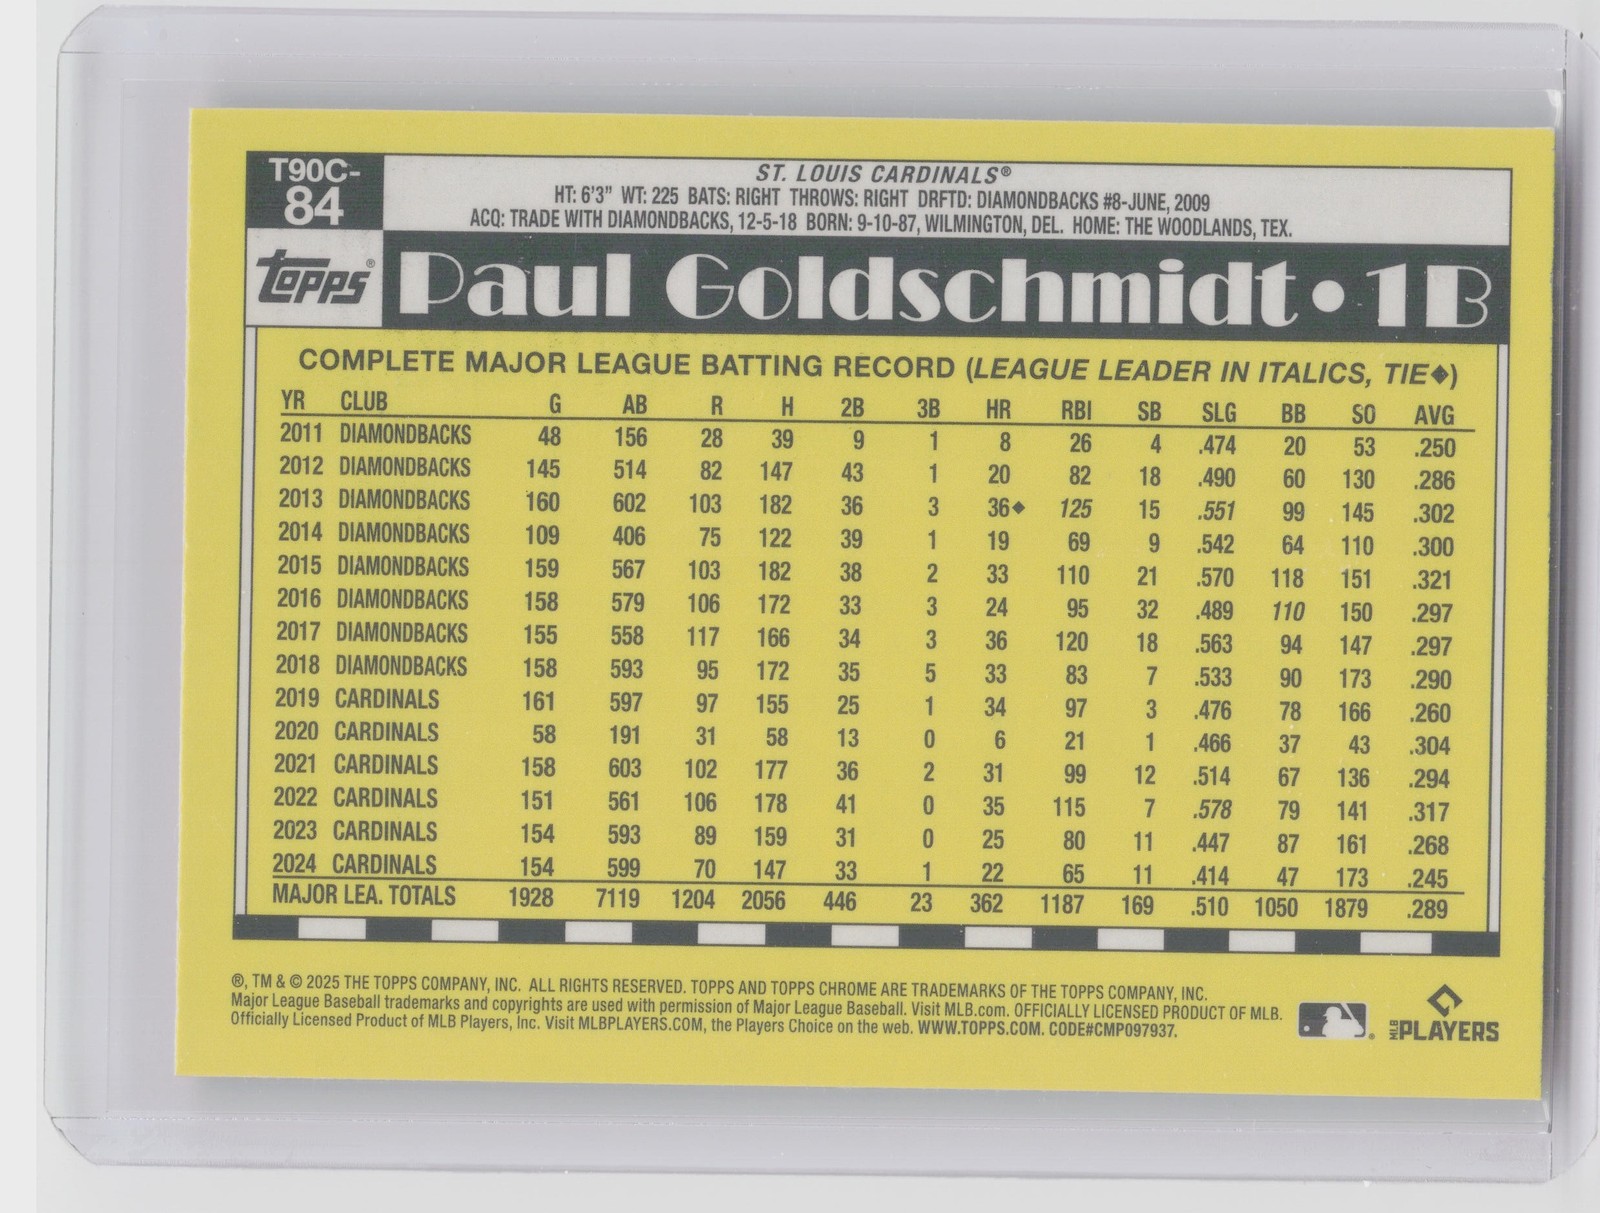 T90C-
84
ST. LOUIS CARDINALS®
HT: 6'3" WT: 225 BATS: RIGHT THROWS: RIGHT DRFTD: DIAMONDBACKS #8-JUNE, 2009
ACQ: TRADE WITH DIAMONDBACKS, 12-5-18 BORN: 9-10-87, WILMINGTON, DEL. HOME: THE WOODLANDS, TEX.
topps®
Paul Goldschmidt • 1B
COMPLETE MAJOR LEAGUE BATTING RECORD (LEAGUE LEADER IN ITALICS, TIE◆)
YR CLUB G AB R H 2B 3B HR RBI SB SLG BB SO AVG
2011 DIAMONDBACKS 48 156 28 39 9 1 8 26 4 .474 20 53 .250
2012 DIAMONDBACKS 145 514 82 147 43 1 20 82 18 .490 60 130 .286
2013 DIAMONDBACKS 160 602 103 182 36 3 36◆ 125 15 .551 99 145 .302
2014 DIAMONDBACKS 109 406 75 122 39 1 19 69 9 .542 64 110 .300
2015 DIAMONDBACKS 159 567 103 182 38 2 33 110 21 .570 118 151 .321
2016 DIAMONDBACKS 158 579 106 172 33 3 24 95 32 .489 110 150 .297
2017 DIAMONDBACKS 155 558 117 166 34 3 36 120 18 .563 94 147 .297
2018 DIAMONDBACKS 158 593 95 172 35 5 33 83 7 .533 90 173 .290
2019 CARDINALS 161 597 97 155 25 1 34 97 3 .476 78 166 .260
2020 CARDINALS 58 191 31 58 13 0 6 21 1 .466 37 43 .304
2021 CARDINALS 158 603 102 177 36 2 31 99 12 .514 67 136 .294
2022 CARDINALS 151 561 106 178 41 0 35 115 7 .578 79 141 .317
2023 CARDINALS 154 593 89 159 31 0 25 80 11 .447 87 161 .268
2024 CARDINALS 154 599 70 147 33 1 22 65 11 .414 47 173 .245
MAJOR LEA. TOTALS 1928 7119 1204 2056 446 23 362 1187 169 .510 1050 1879 .289
®, TM & © 2025 THE TOPPS COMPANY, INC. ALL RIGHTS RESERVED. TOPPS AND TOPPS CHROME ARE TRADEMARKS OF THE TOPPS COMPANY, INC.
Major League Baseball trademarks and copyrights are used with permission of Major League Baseball. Visit MLB.com. OFFICIALLY LICENSED PRODUCT OF MLB.
Officially Licensed Product of MLB Players, Inc. Visit MLBPLAYERS.COM, the Players Choice on the web. WWW.TOPPS.COM. CODE#CMP097937.
®
MLB PLAYERS